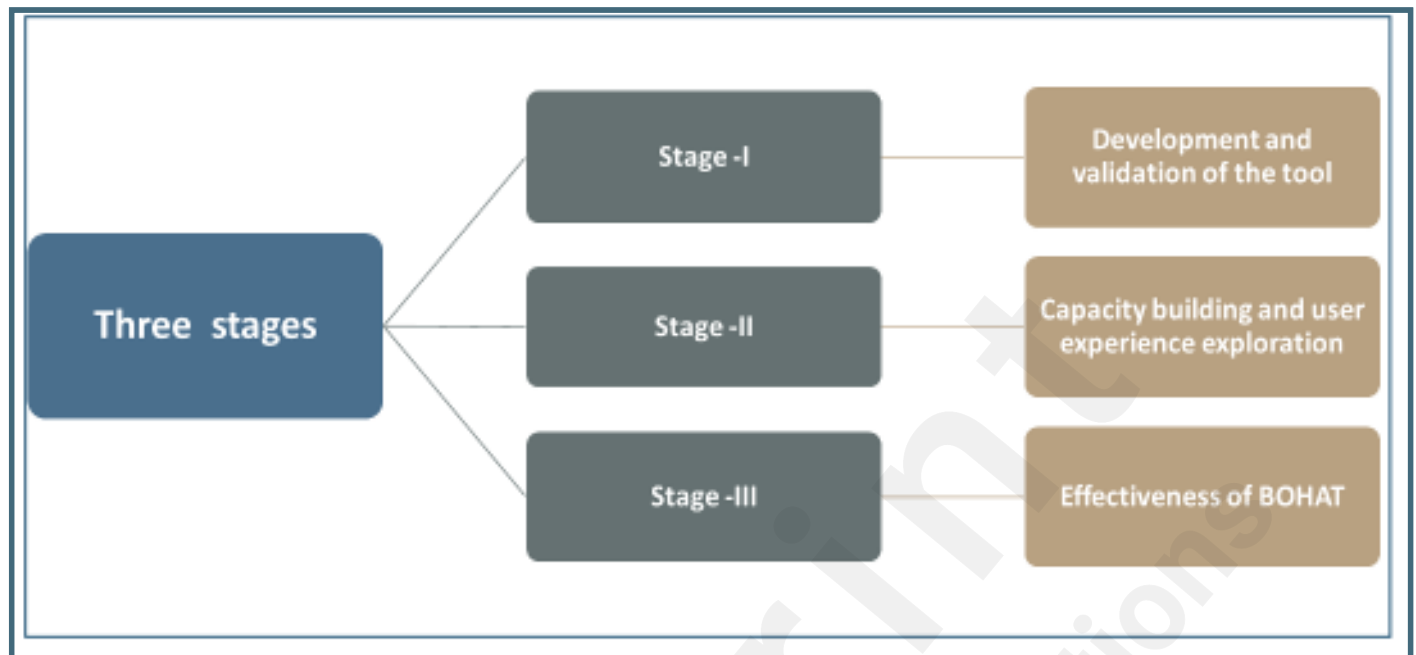 Three stages
Stage -I
Development and
validation of the tool
Stage -II
Capacity building and user
experience exploration
Stage -III
Effectiveness of BOHAT